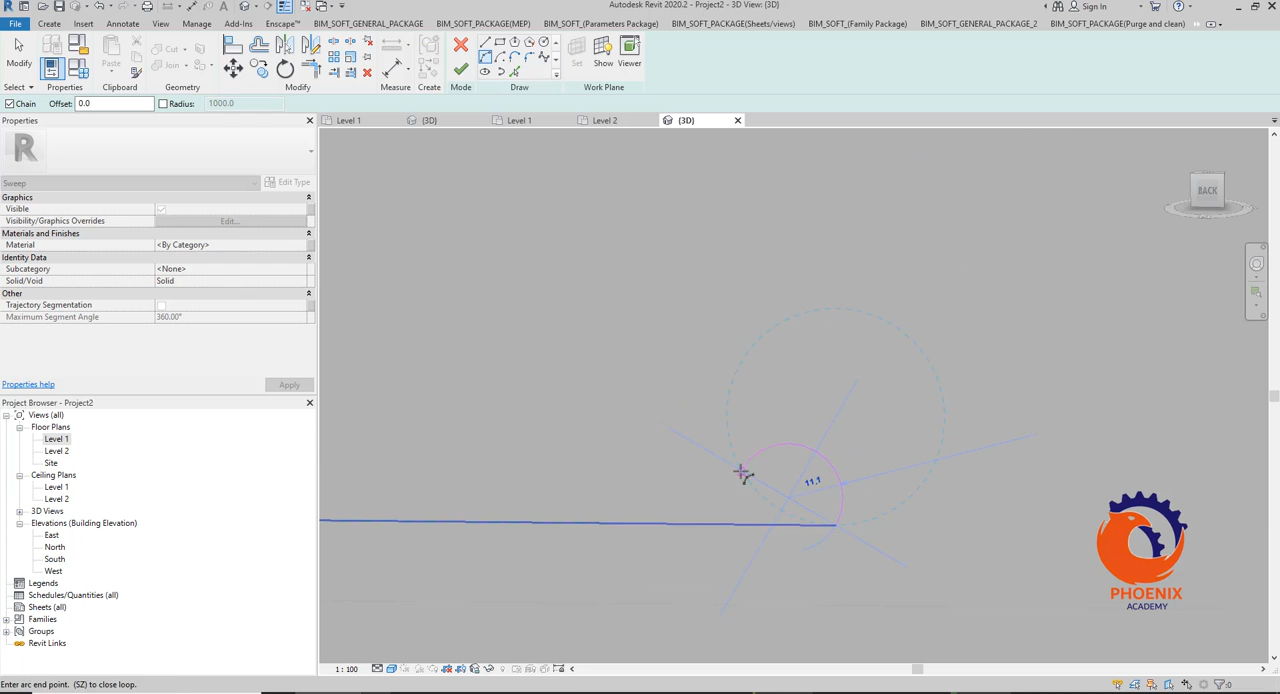 Autodesk Revit 2020.2 - Project2 - 3D View: {3D}
Sign In
File
Create
Annotate
View
Manage
Add-Ins
Enscape™
BIM_SOFT_GENERAL_PACKAGE
BIM_SOFT_PACKAGE(MEP)
BIM_SOFT_(Parameters Package)
BIM_SOFT_PACKAGE(Sheets/views)
BIM_SOFT_(Family Package)
BIM_SOFT_GENERAL_PACKAGE_2
BIM_SOFT_PACKAGE(Purge and clean)
Modify
Paste
Cut
Join
Set
Show
Viewer
Select
Properties
Clipboard
Geometry
Modify
Measure
Create
Mode
Draw
Work Plane
Chain
Offset: 0.0
Radius: 1000.0
Properties
Level 1
{3D}
Level 1
Level 2
{3D}
Sweep
Edit Type
Graphics
Visible
Visibility/Graphics Overrides
Edit...
Materials and Finishes
Material
<By Category>
Identity Data
Subcategory
<None>
Solid/Void
Solid
Other
Trajectory Segmentation
Maximum Segment Angle
360.00°
Properties help
Apply
Project Browser - Project2
Views (all)
Floor Plans
Level 1
Level 2
Site
Ceiling Plans
Level 1
Level 2
3D Views
Elevations (Building Elevation)
East
North
South
West
Legends
Schedules/Quantities (all)
Sheets (all)
Families
Groups
Revit Links
BACK
11.1
PHOENIX
ACADEMY
1 : 100
Enter arc end point. (SZ) to close loop.
:0